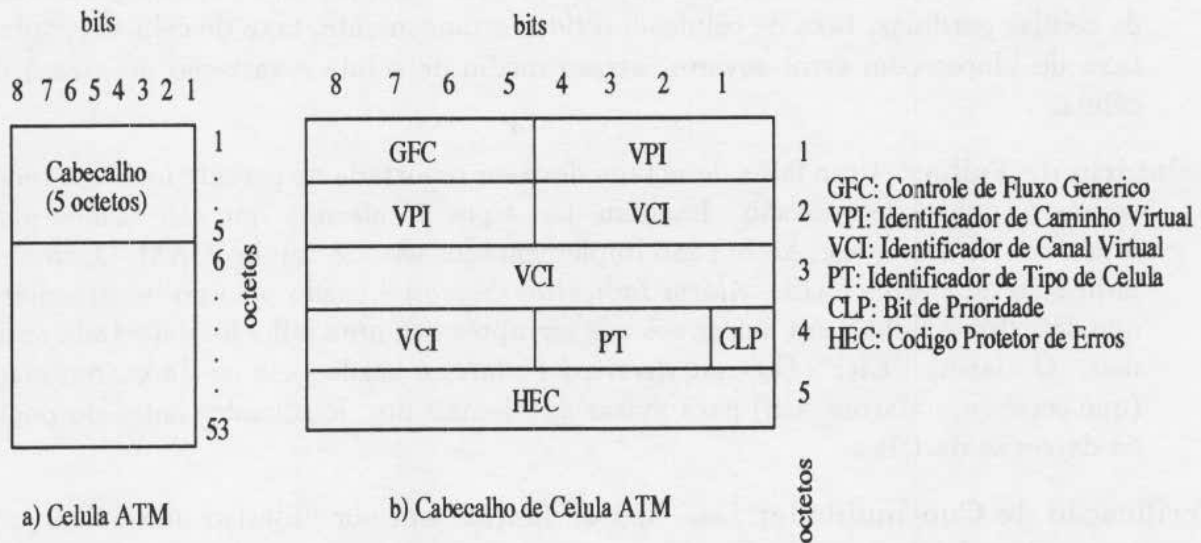 bits
bits
8 7 6 5 4 3 2 1
8 7 6 5 4 3 2 1
Cabecalho
(5 octetos)
1
.
.
5
6
.
.
.
53
octetos
GFC
VPI
1
VPI
VCI
2
VCI
3
VCI
PT
CLP
4
HEC
5
octetos
GFC: Controle de Fluxo Generico
VPI: Identificador de Caminho Virtual
VCI: Identificador de Canal Virtual
PT: Identificador de Tipo de Celula
CLP: Bit de Prioridade
HEC: Codigo Protetor de Erros
a) Celula ATM
b) Cabecalho de Celula ATM